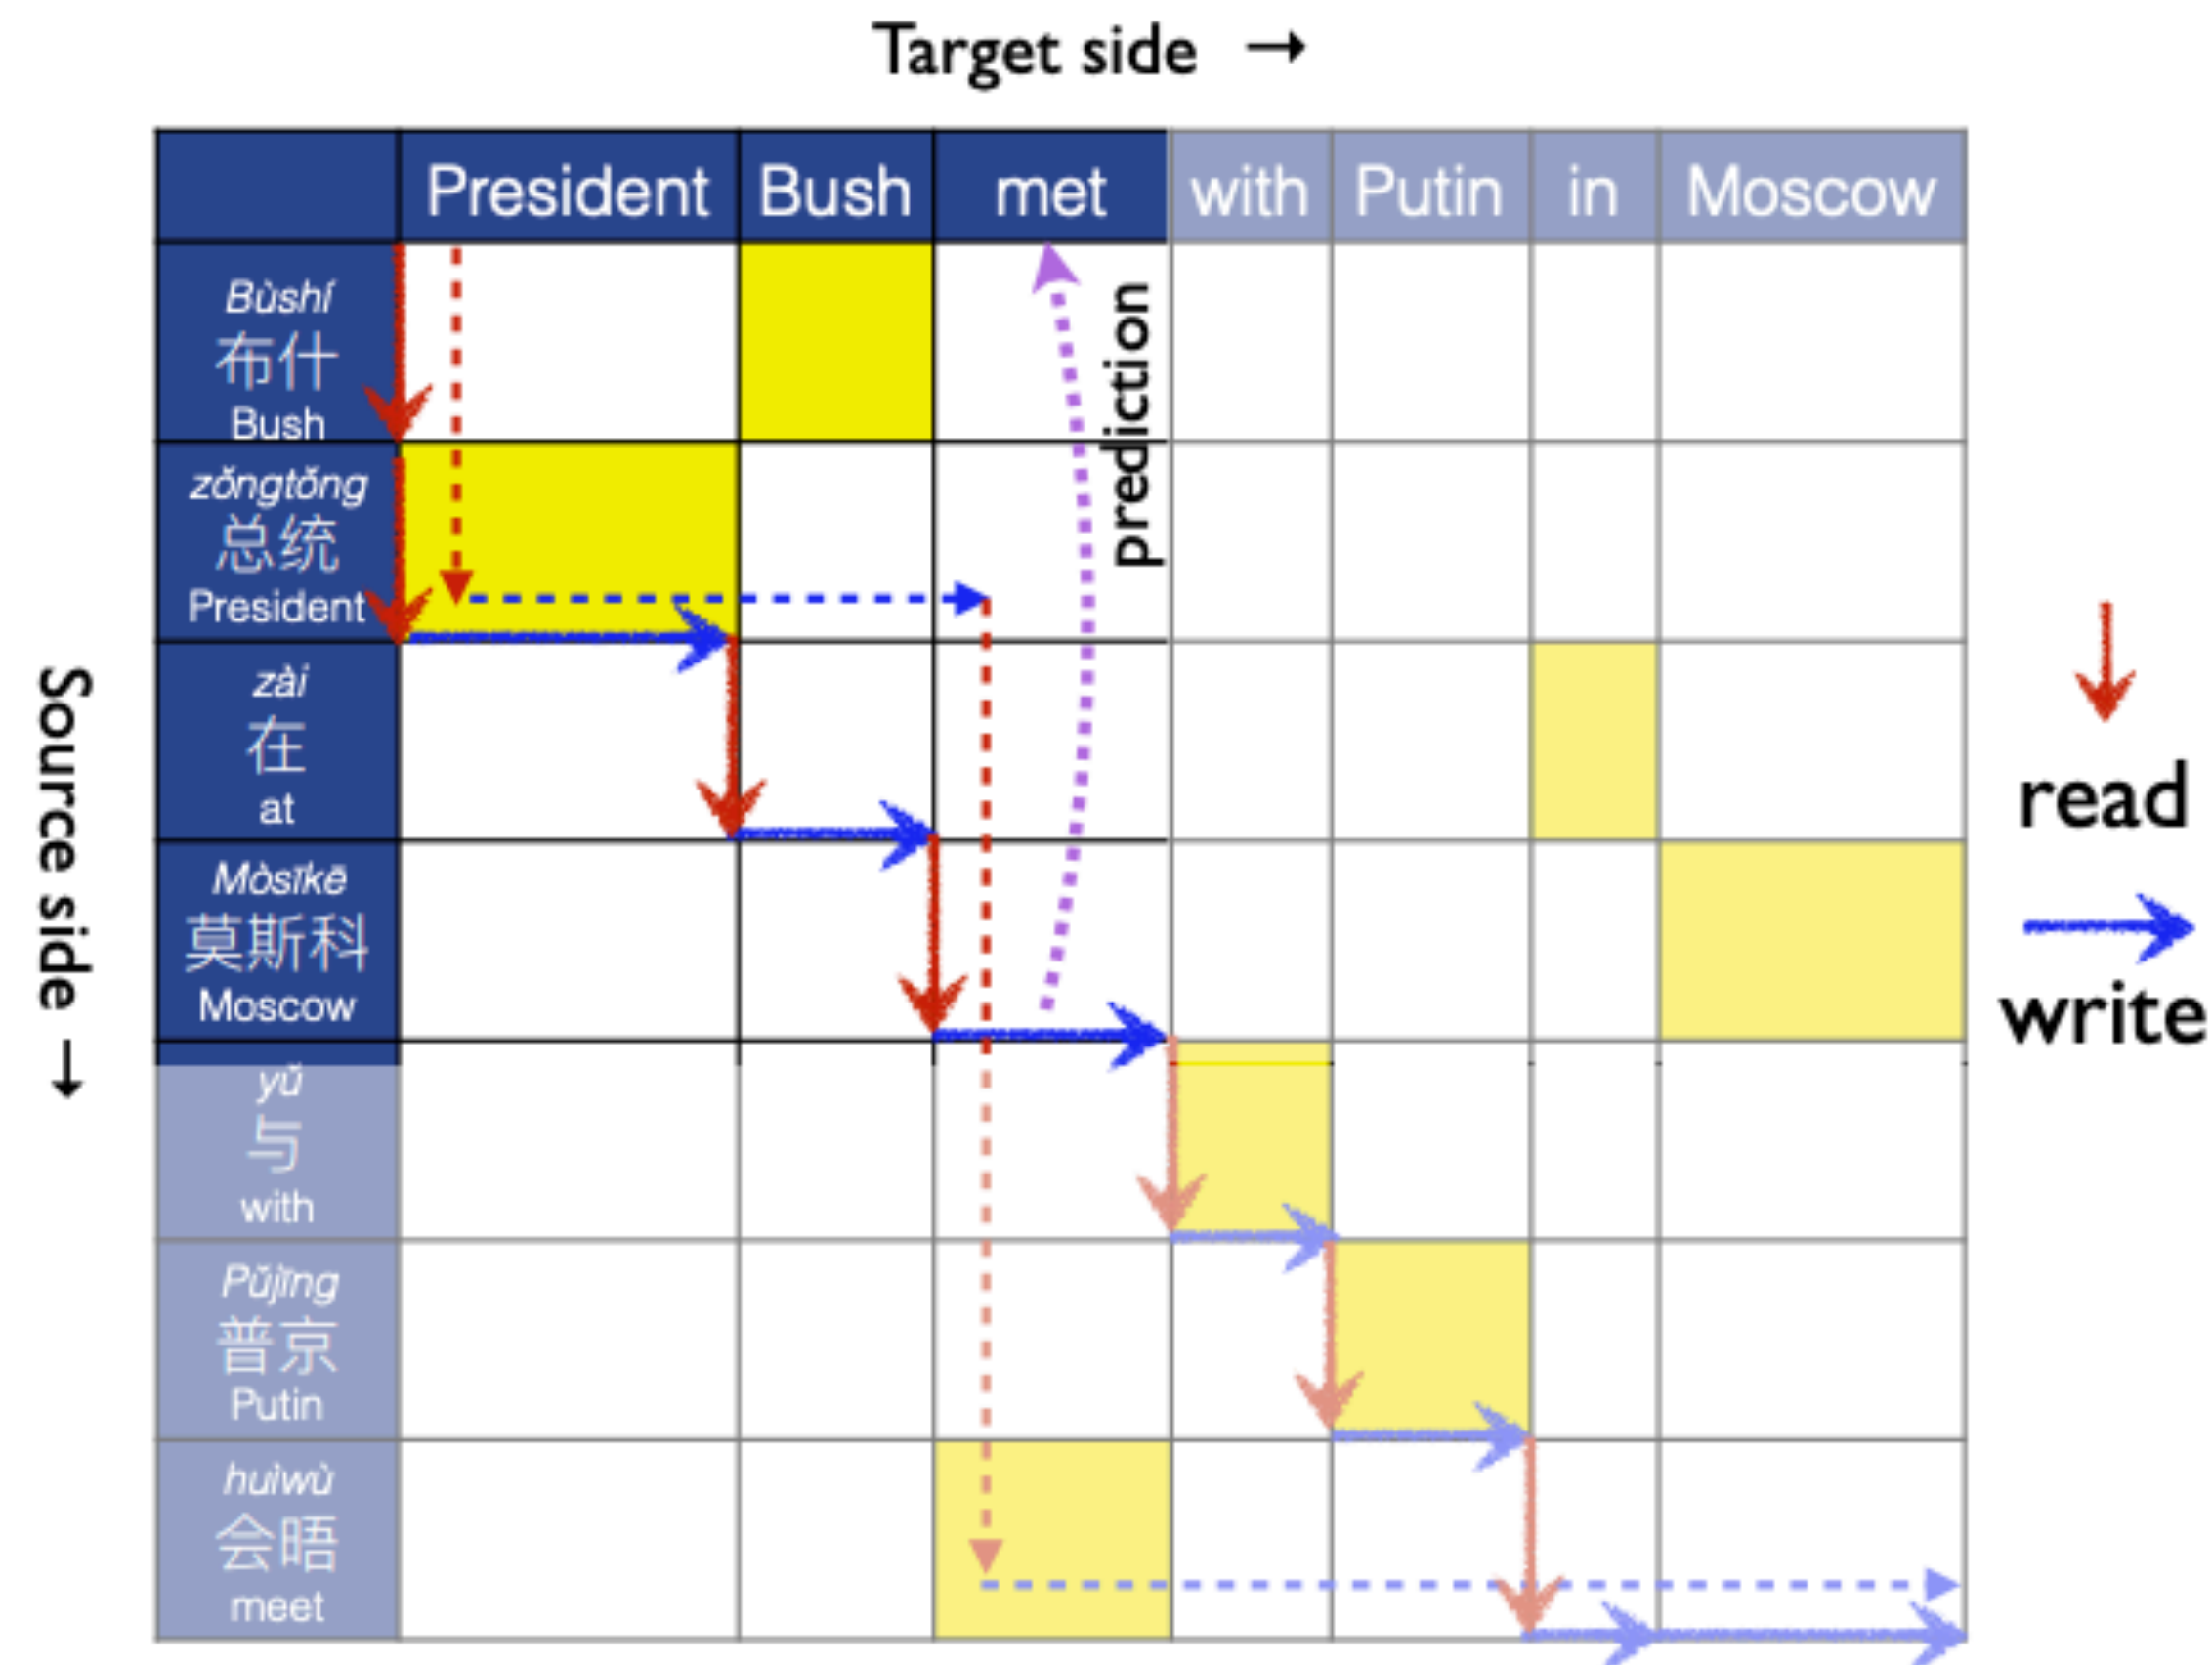 Target side →
President Bush met with Putin in Moscow
Bùshí
布什
Bush
zǒngtǒng
总统
President
zài
在
at
Mòsīkē
莫斯科
Moscow
yǔ
与
with
Pǔjīng
普京
Putin
huìwù
会晤
meet
prediction
Source side →
read
write